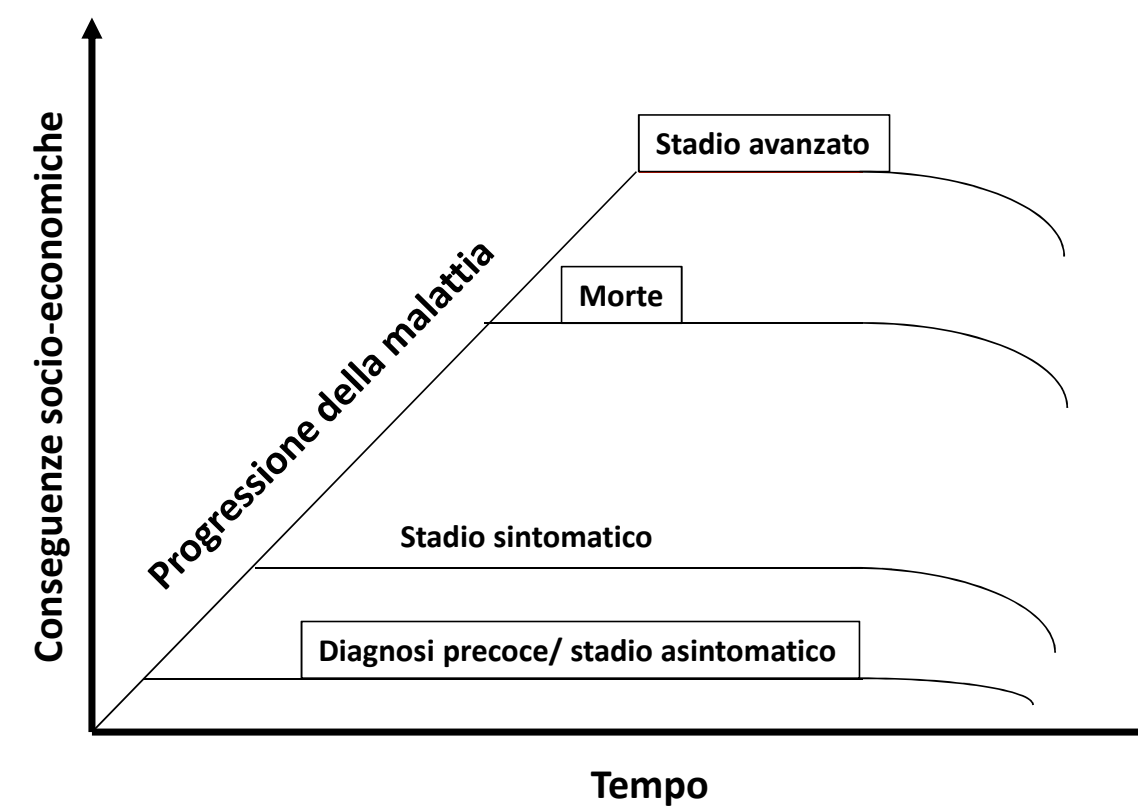 Conseguenze socio-economiche
Stadio avanzato
Progressione della malattia
Morte
Stadio sintomatico
Diagnosi precoce/ stadio asintomatico
Tempo